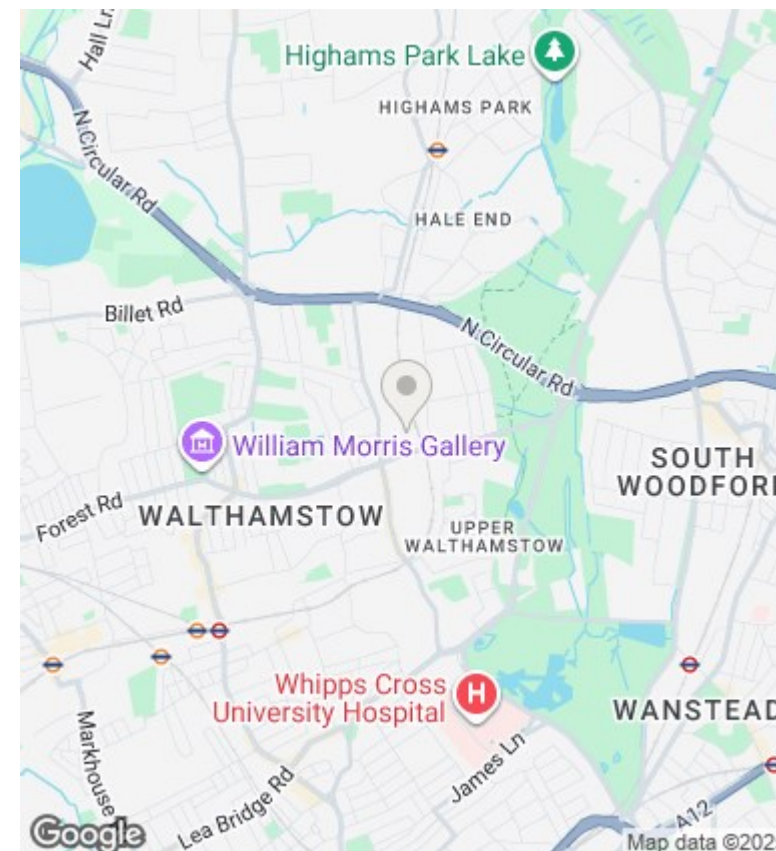 Hall Ln.
Highams Park Lake
HIGHAMS PARK
N Circular Rd
HALE END
Billet Rd
N Circular Rd
William Morris Gallery
SOUTH
WOODFOR
Forest Rd
WALTHAMSTOW
UPPER
WALTHAMSTOW
Whipps Cross
University Hospital
H
WANSTEAD
Markhouse
James Ln
Lea Bridge Rd
A12
Google
Map data ©202